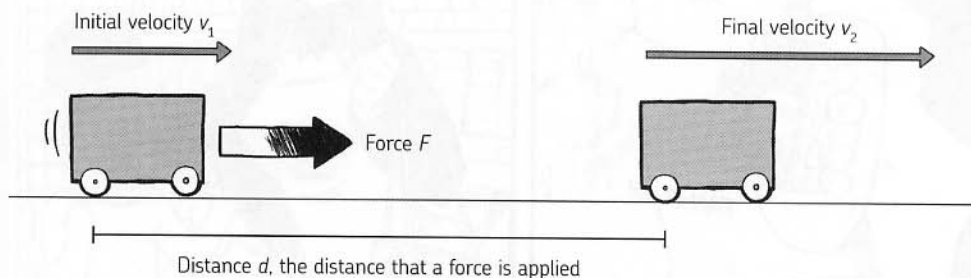 Initial velocity v₁
Final velocity v₂
Force F
Distance d, the distance that a force is applied